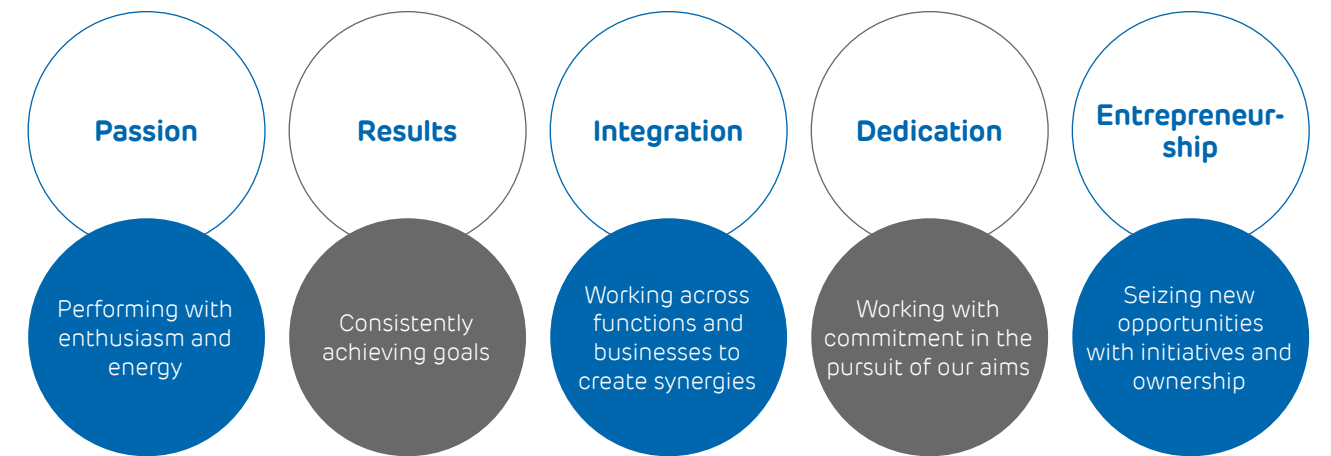 Passion
Results
Integration
Dedication
Entrepreneur-
ship
Performing with
enthusiasm and
energy
Consistently
achieving goals
Working across
functions and
businesses to
create synergies
Working with
commitment in the
pursuit of our aims
Seizing new
opportunities
with initiatives and
ownership